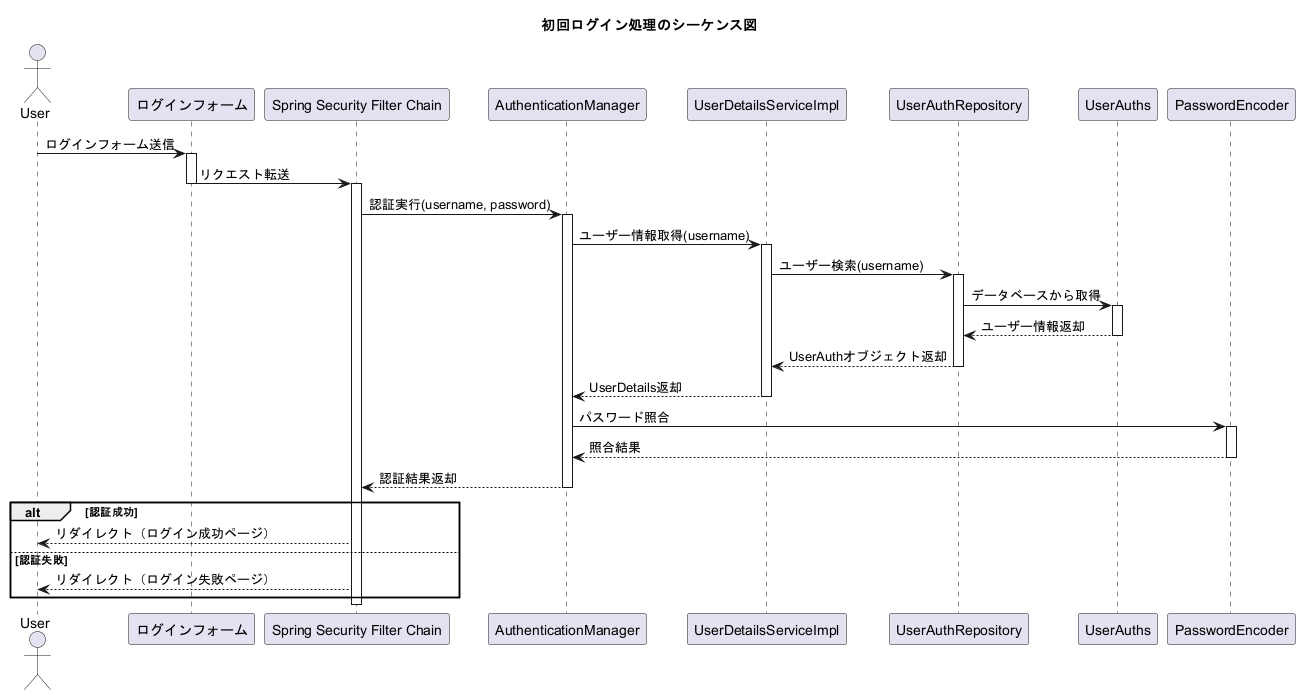 初回ログイン処理のシーケンス図
User
ログインフォーム
Spring Security Filter Chain
AuthenticationManager
UserDetailsServiceImpl
UserAuthRepository
UserAuths
PasswordEncoder
ログインフォーム送信
リクエスト転送
認証実行(username, password)
ユーザー情報取得(username)
ユーザー検索(username)
データベースから取得
ユーザー情報返却
UserAuthオブジェクト返却
UserDetails返却
パスワード照合
照合結果
認証結果返却
alt [認証成功]
リダイレクト（ログイン成功ページ）
[認証失敗]
リダイレクト（ログイン失敗ページ）
User
ログインフォーム
Spring Security Filter Chain
AuthenticationManager
UserDetailsServiceImpl
UserAuthRepository
UserAuths
PasswordEncoder